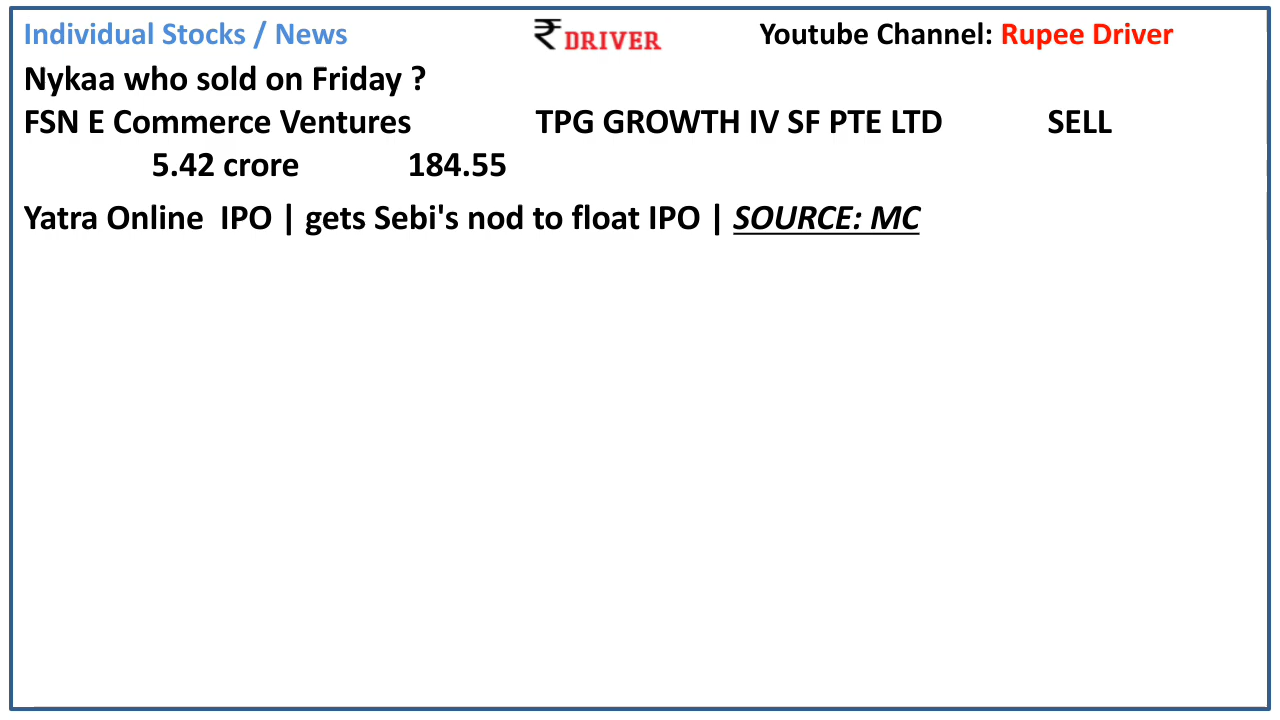 Individual Stocks / News ₹ DRIVER Youtube Channel: Rupee Driver
Nykaa who sold on Friday ?
FSN E Commerce Ventures TPG GROWTH IV SF PTE LTD SELL
5.42 crore 184.55
Yatra Online IPO | gets Sebi's nod to float IPO | SOURCE: MC